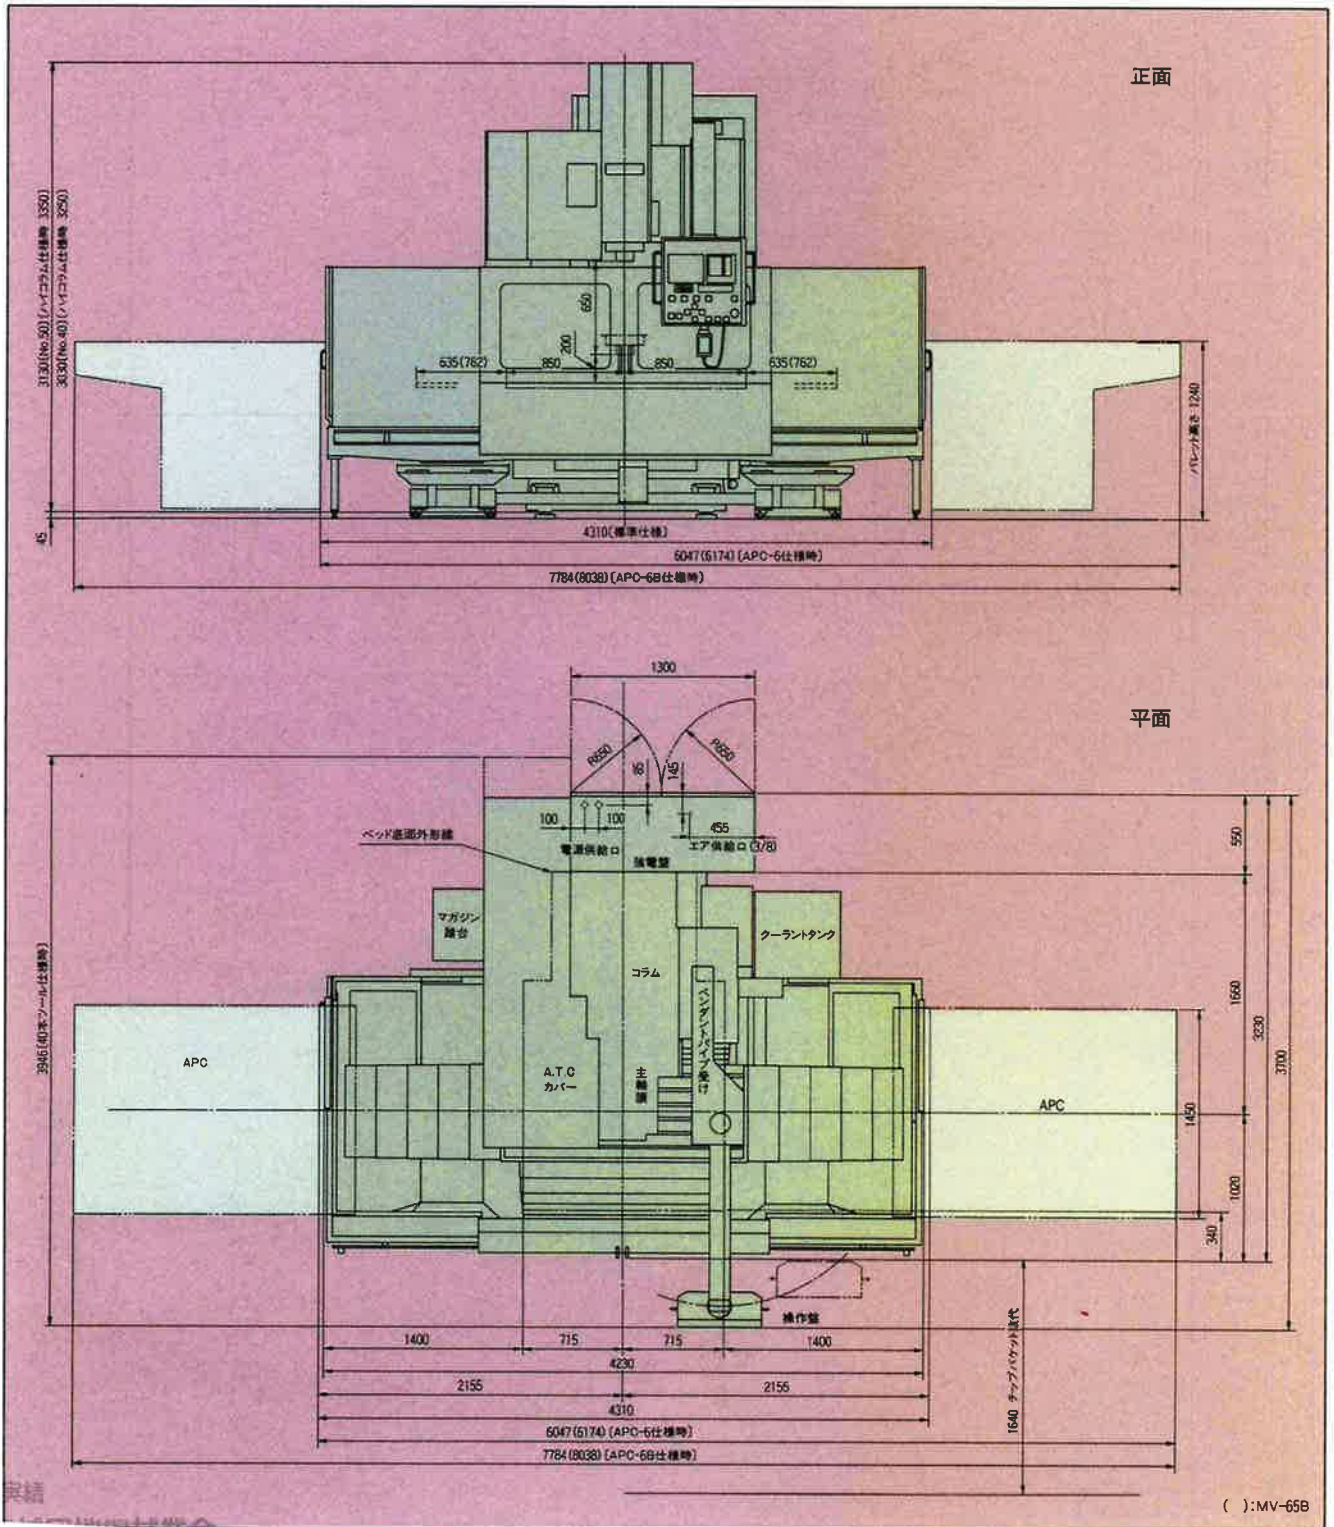 正面
3130[No.50][ハイコラム仕様時 3350]
3030[No.40][ハイコラム仕様時 3250]
45
650
200
635(762)
850
850
635(762)
パレット高さ 1240
4310[標準仕様]
6047(6174)[APC-6仕様時]
7784(8038)[APC-6B仕様時]
平面
1300
R650
R650
85
145
100
100
455
電源供給口
エア供給口(3/8)
ベッド底面外形線
強電盤
マガジン
踏台
クーラントタンク
コラム
ペンダントパイプ受け
A.T.C
カバー
主軸頭
APC
APC
3946[40本ツール仕様時]
550
1660
3230
3700
1450
1020
340
操作盤
1400
715
715
1400
4230
2155
2155
4310
6047(6174)[APC-6仕様時]
7784(8038)[APC-6B仕様時]
1640 チップバケット
( ):MV-65B
実績